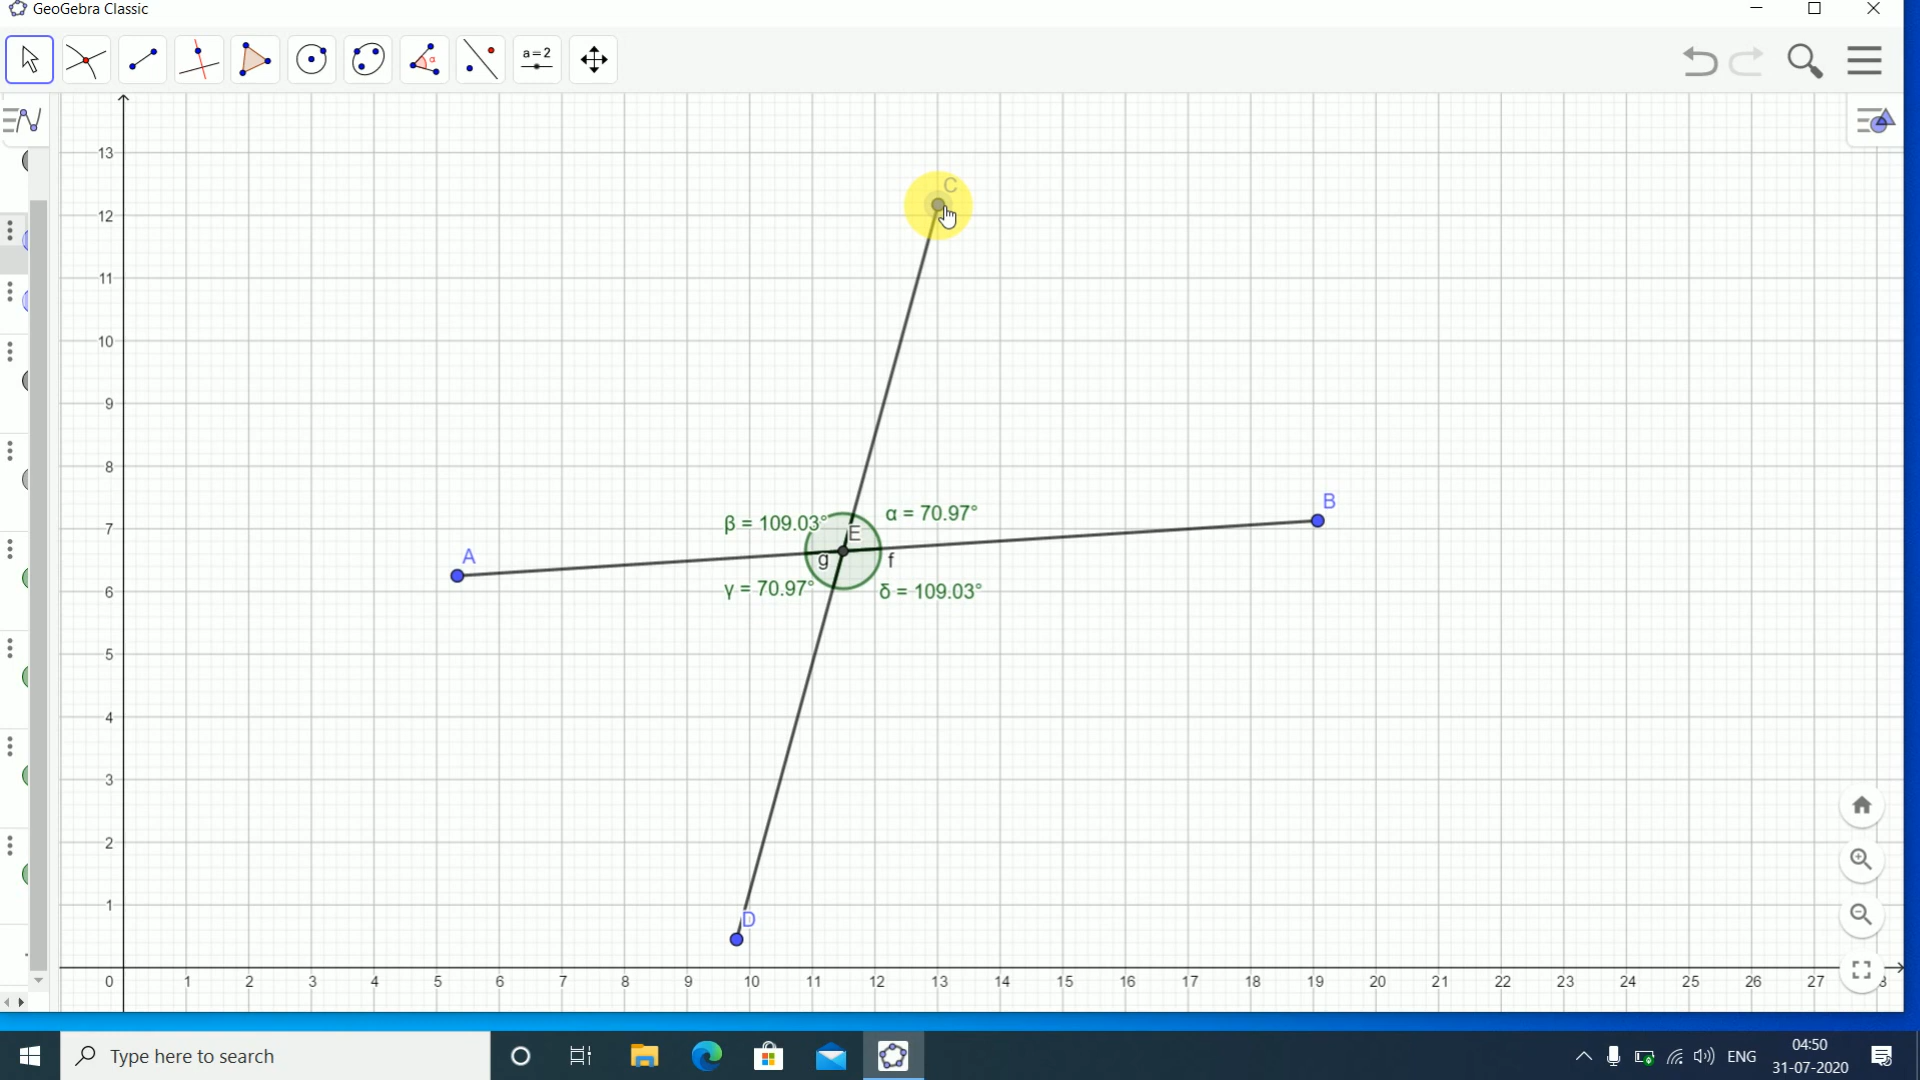 GeoGebra Classic
α
a=2
13
12
11
10
9
8
7
6
5
4
3
2
1
0 1 2 3 4 5 6 7 8 9 10 11 12 13 14 15 16 17 18 19 20 21 22 23 24 25 26 27
C
B
A
E
D
g
f
β = 109.03°
α = 70.97°
γ = 70.97°
δ = 109.03°
Type here to search
ENG
04:50
31-07-2020